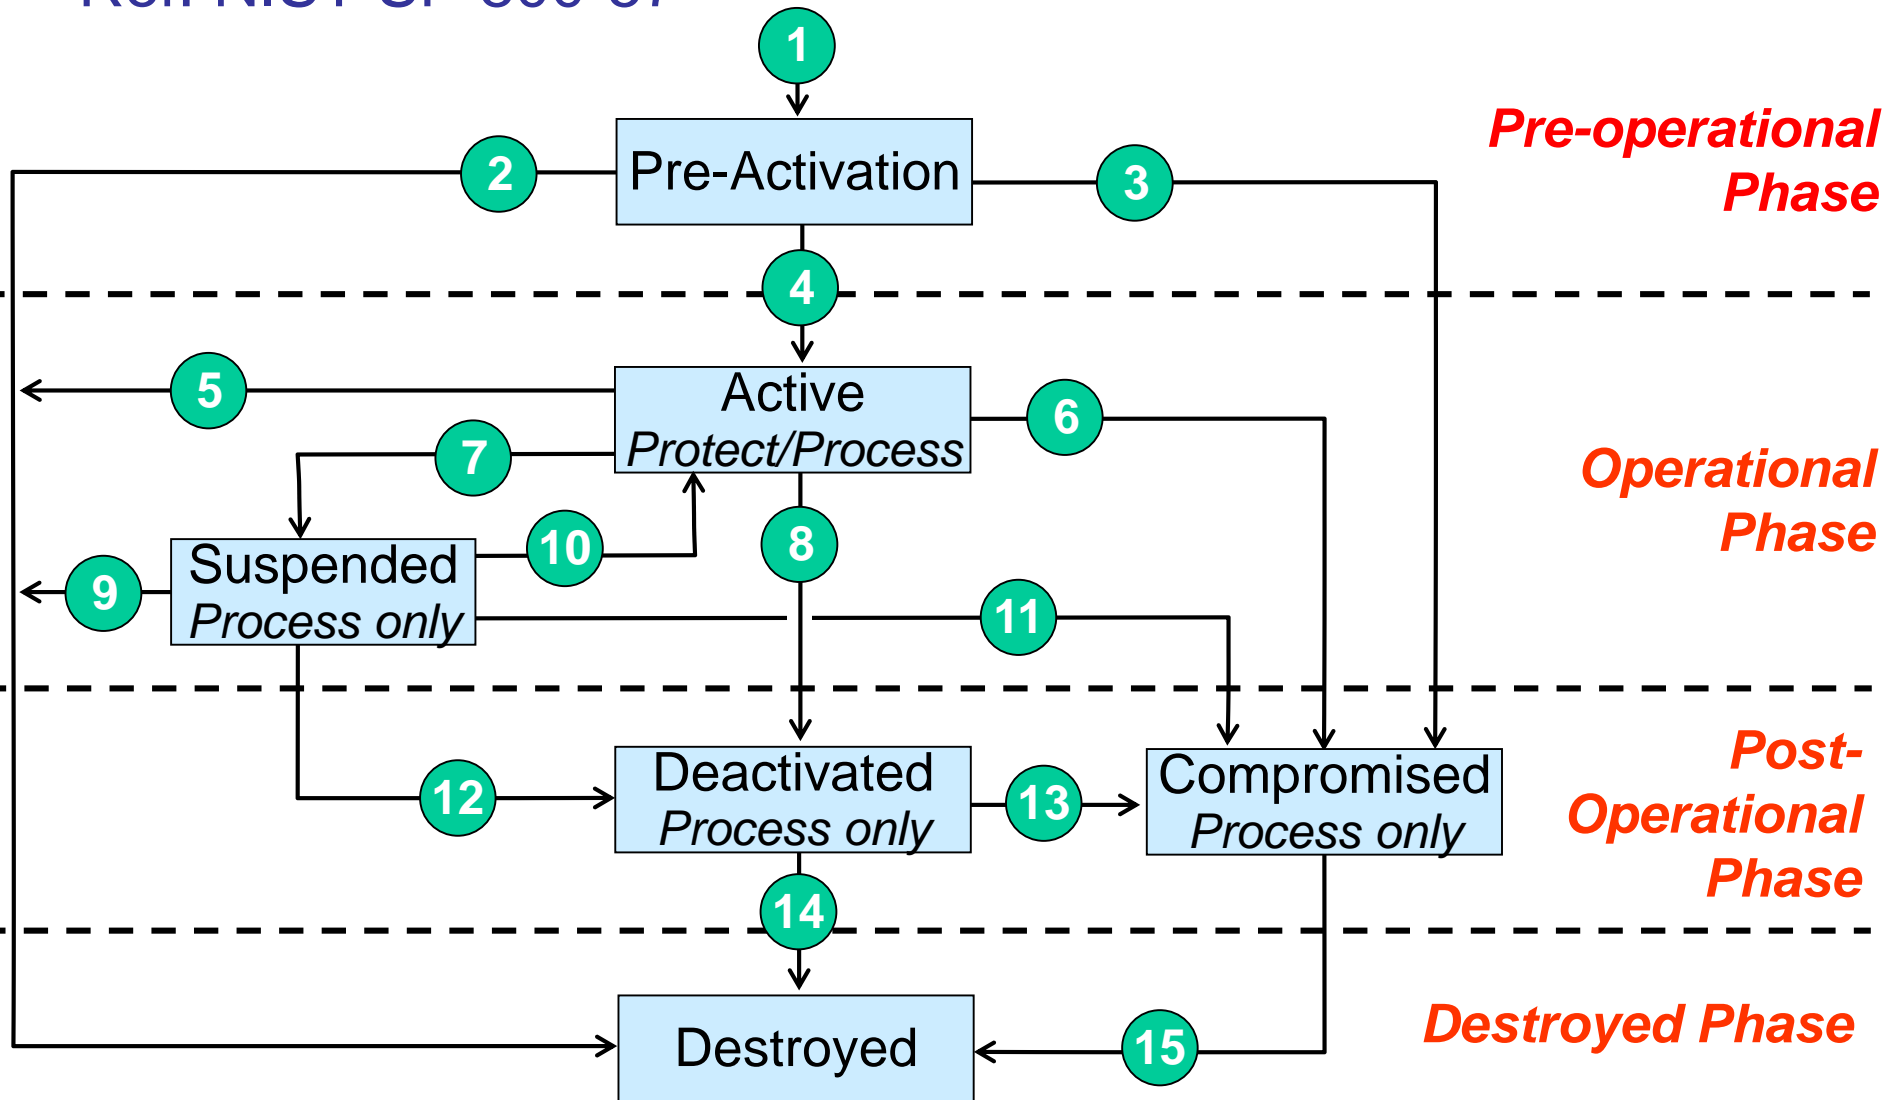 1
Pre-operational
Phase
2
Pre-Activation
3
4
5
Active
Protect/Process
6
7
Operational
Phase
8
9
Suspended
Process only
10
11
12
Deactivated
Process only
13
Compromised
Process only
Post-
Operational
Phase
14
Destroyed
15
Destroyed Phase